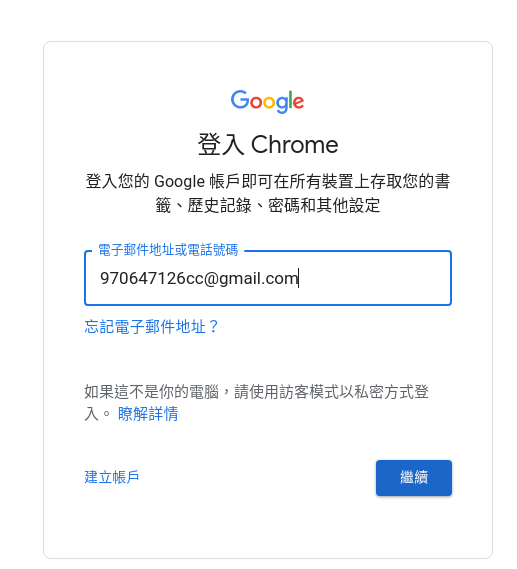 Google
登入 Chrome
登入您的 Google 帳戶即可在所有裝置上存取您的書
籤、歷史記錄、密碼和其他設定
電子郵件地址或電話號碼
970647126cc@gmail.com
忘記電子郵件地址？
如果這不是你的電腦，請使用訪客模式以私密方式登
入。 瞭解詳情
建立帳戶
繼續